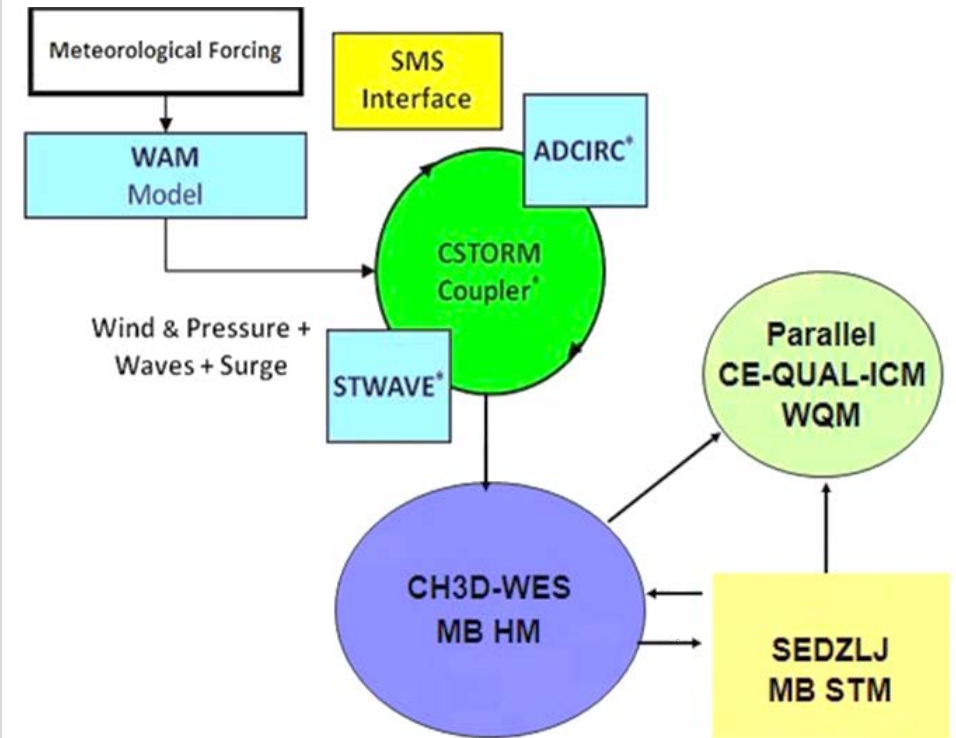 Meteorological Forcing
SMS
Interface
WAM
Model
ADCIRC*
CSTORM
Coupler*
Wind & Pressure +
Waves + Surge
STWAVE*
Parallel
CE-QUAL-ICM
WQM
CH3D-WES
MB HM
SEDZLJ
MB STM